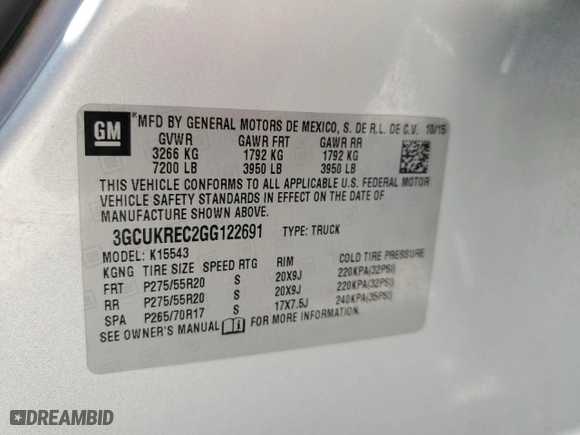 GM
MFD BY GENERAL MOTORS DE MEXICO, S. DE R.L. DE C.V. 10/15
GVWR GAWR FRT GAWR RR
3266 KG 1792 KG 1792 KG
7200 LB 3950 LB 3950 LB
THIS VEHICLE CONFORMS TO ALL APPLICABLE U.S. FEDERAL MOTOR
VEHICLE SAFETY STANDARDS IN EFFECT ON THE DATE OF
MANUFACTURE SHOWN ABOVE.
3GCUKREC2GG122691 TYPE: TRUCK
MODEL: K15543
KGNG TIRE SIZE SPEED RTG RIM COLD TIRE PRESSURE
FRT P275/55R20 S 20X9J 220KPA(32PSI)
RR P275/55R20 S 20X9J 220KPA(32PSI)
SPA P265/70R17 S 17X7.5J 240KPA(35PSI)
SEE OWNER'S MANUAL FOR MORE INFORMATION.
DREAMBID